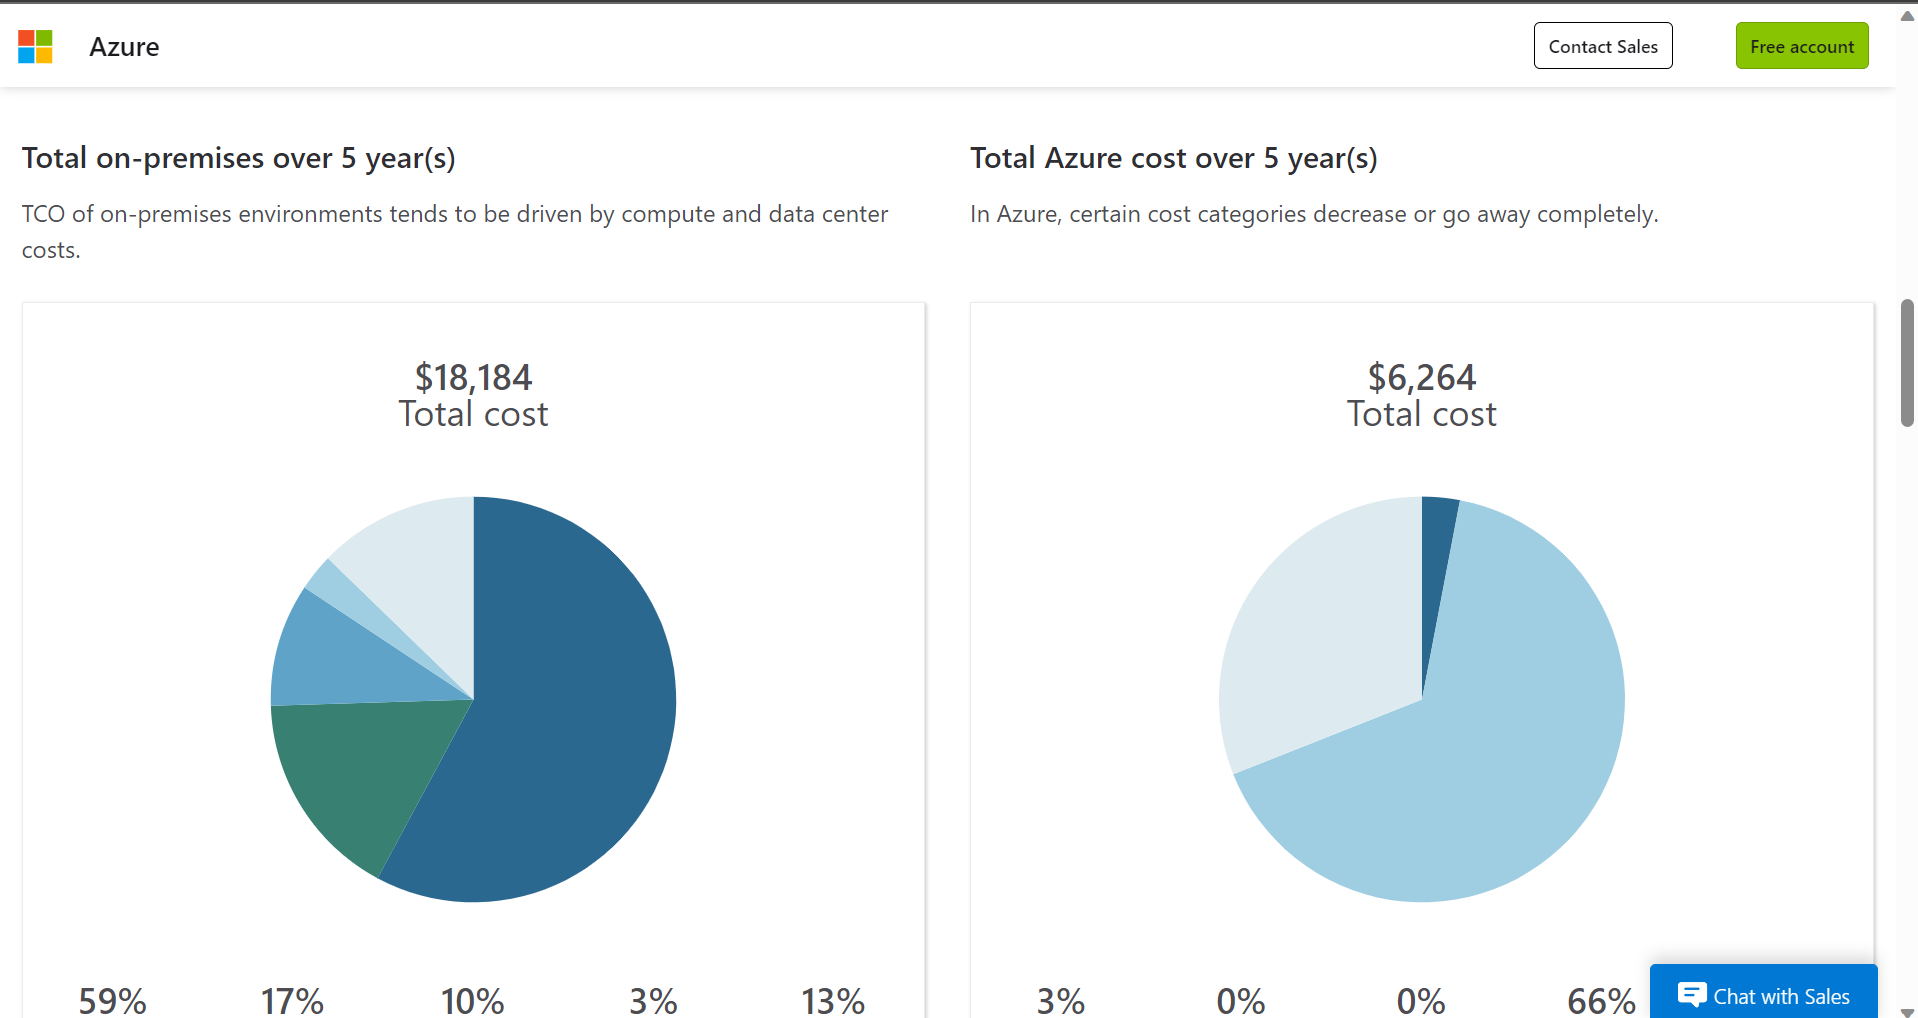 Azure
Contact Sales
Free account
Total on-premises over 5 year(s)
TCO of on-premises environments tends to be driven by compute and data center
costs.
$18,184
Total cost
59% 17% 10% 3% 13%
Total Azure cost over 5 year(s)
In Azure, certain cost categories decrease or go away completely.
$6,264
Total cost
3% 0% 0% 66%
Chat with Sales